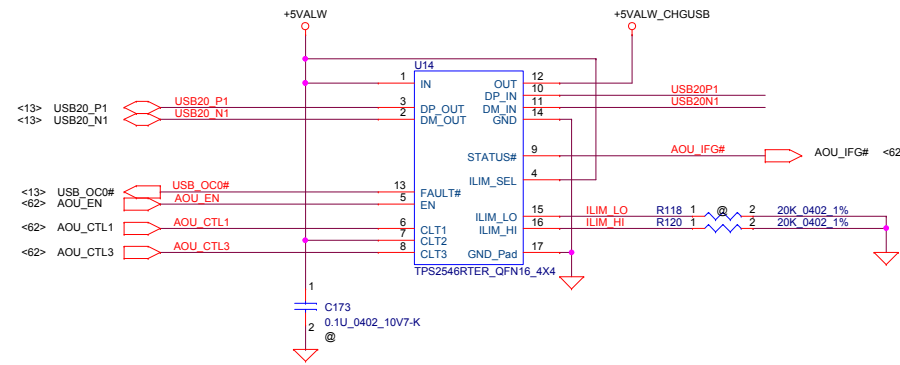 +5VALW +5VALW_CHGUSB
U14
1 IN OUT 12
DP_IN 10 USB20P1
<13> USB20_P1 USB20_P1 3 DP_OUT DM_IN 11 USB20N1
<13> USB20_N1 USB20_N1 2 DM_OUT GND 14
STATUS# 9 AOU_IFG# AOU_IFG# <62
ILIM_SEL 4
<13> USB_OC0# USB_OC0# 13 FAULT#
<62> AOU_EN AOU_EN 5 EN
ILIM_LO 15 ILIM_LO R118 1 @ 2 20K_0402_1%
<62> AOU_CTL1 AOU_CTL1 6 CLT1 ILIM_HI 16 ILIM_HI R120 1 2 20K_0402_1%
7 CLT2
<62> AOU_CTL3 AOU_CTL3 8 CLT3 GND_Pad 17
TPS2546RTER_QFN16_4X4
1
C173
0.1U_0402_10V7-K
2
@